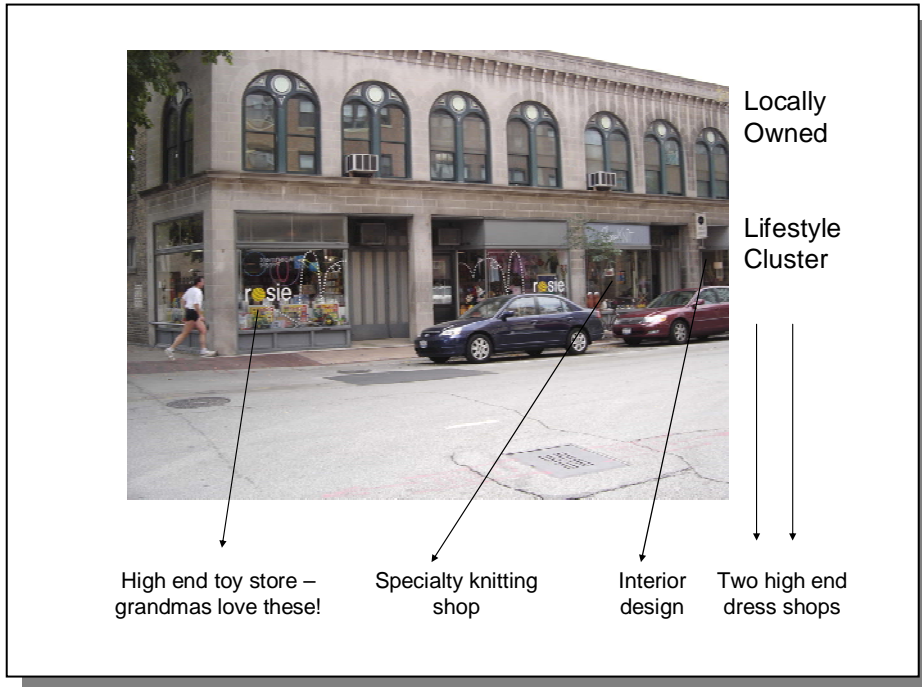 Locally
Owned
Lifestyle
Cluster
rosie
rosie
High end toy store –
grandmas love these!
Specialty knitting
shop
Interior
design
Two high end
dress shops